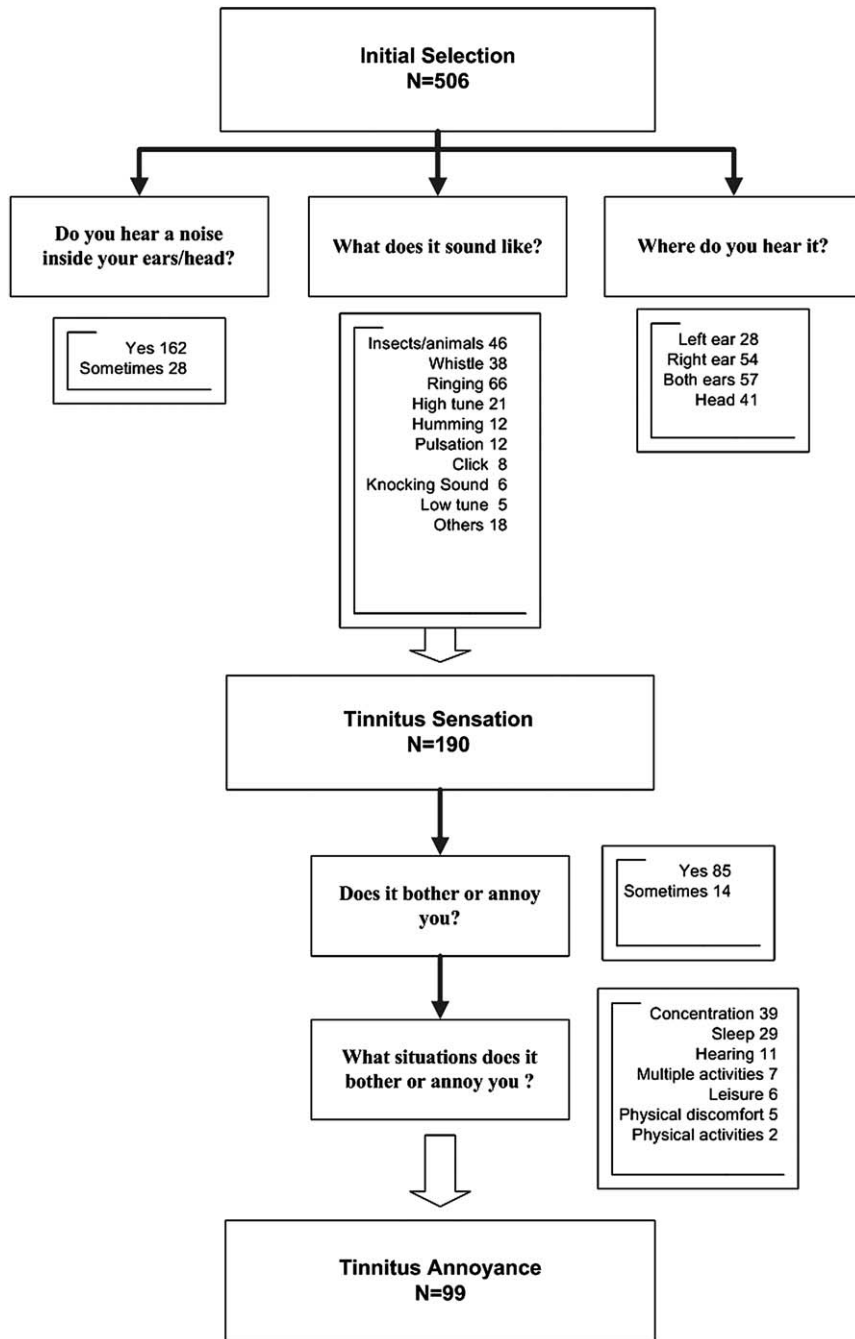 Initial Selection
N=506
Do you hear a noise
inside your ears/head?
What does it sound like?
Where do you hear it?
Yes 162
Sometimes 28
Insects/animals 46
Whistle 38
Ringing 66
High tune 21
Humming 12
Pulsation 12
Click 8
Knocking Sound 6
Low tune 5
Others 18
Left ear 28
Right ear 54
Both ears 57
Head 41
Tinnitus Sensation
N=190
Does it bother or annoy
you?
Yes 85
Sometimes 14
What situations does it
bother or annoy you ?
Concentration 39
Sleep 29
Hearing 11
Multiple activities 7
Leisure 6
Physical discomfort 5
Physical activities 2
Tinnitus Annoyance
N=99